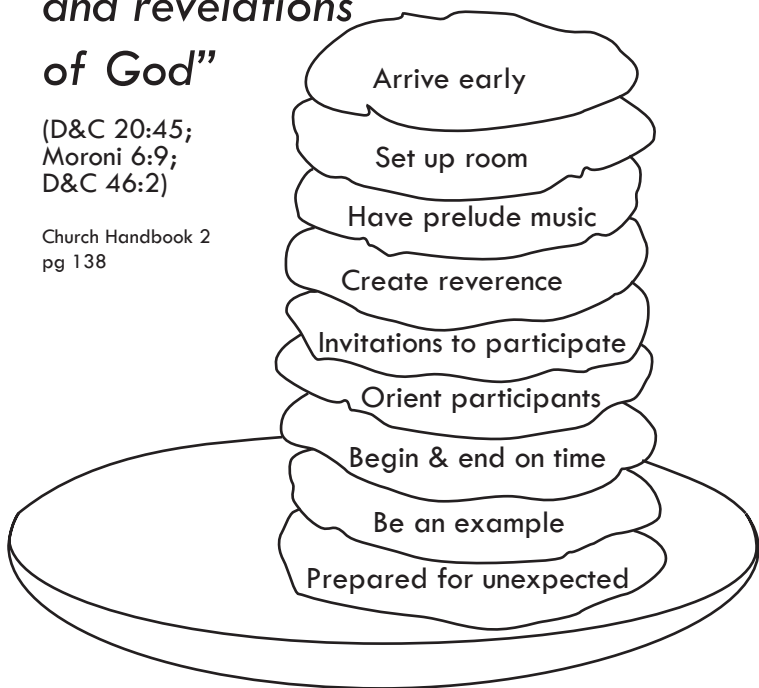 and revelations
of God”
(D&C 20:45;
Moroni 6:9;
D&C 46:2)
Church Handbook 2
pg 138
Arrive early
Set up room
Have prelude music
Create reverence
Invitations to participate
Orient participants
Begin & end on time
Be an example
Prepared for unexpected